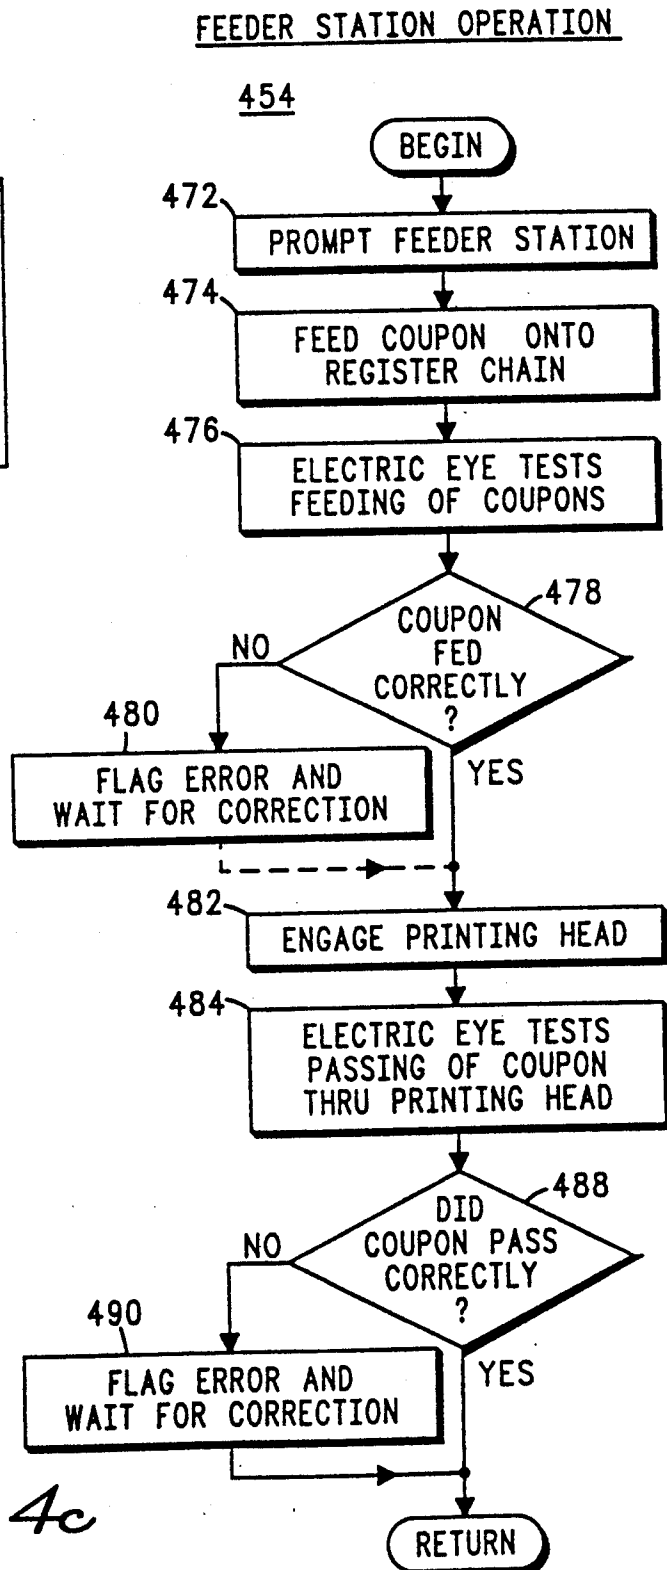 FEEDER STATION OPERATION
454
BEGIN
472
PROMPT FEEDER STATION
474
FEED COUPON ONTO
REGISTER CHAIN
476
ELECTRIC EYE TESTS
FEEDING OF COUPONS
478
COUPON
FED
CORRECTLY
?
NO
YES
480
FLAG ERROR AND
WAIT FOR CORRECTION
482
ENGAGE PRINTING HEAD
484
ELECTRIC EYE TESTS
PASSING OF COUPON
THRU PRINTING HEAD
488
DID
COUPON PASS
CORRECTLY
?
NO
YES
490
FLAG ERROR AND
WAIT FOR CORRECTION
4c
RETURN